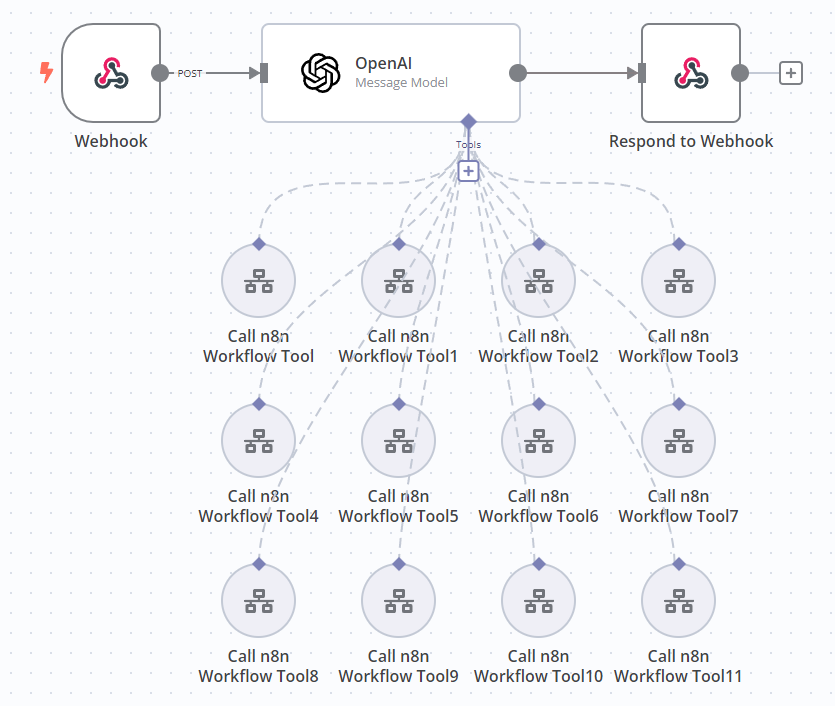 POST
OpenAI
Message Model
Webhook
Respond to Webhook
Tools
Call n8n
Workflow Tool
Call n8n
Workflow Tool1
Call n8n
Workflow Tool2
Call n8n
Workflow Tool3
Call n8n
Workflow Tool4
Call n8n
Workflow Tool5
Call n8n
Workflow Tool6
Call n8n
Workflow Tool7
Call n8n
Workflow Tool8
Call n8n
Workflow Tool9
Call n8n
Workflow Tool10
Call n8n
Workflow Tool11